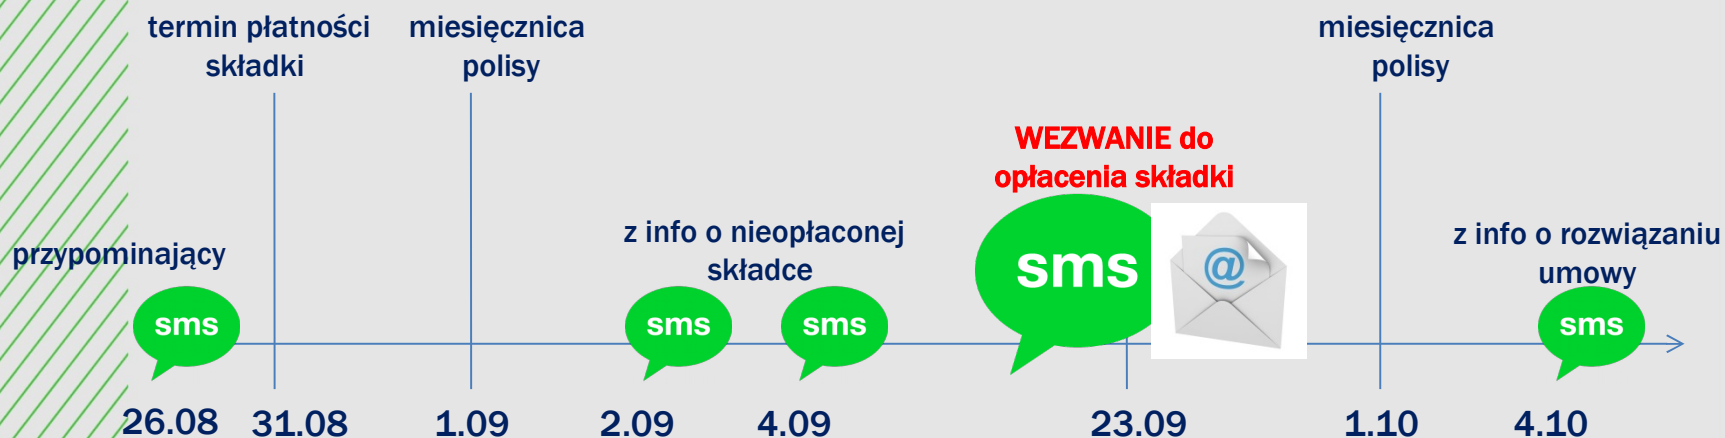 termin płatności
składki
miesięcznica
polisy
miesięcznica
polisy
WEZWANIE do
opłacenia składki
przypominający
z info o nieopłaconej
składce
z info o rozwiązaniu
umowy
sms
sms
sms
sms
@
sms
26.08
31.08
1.09
2.09
4.09
23.09
1.10
4.10